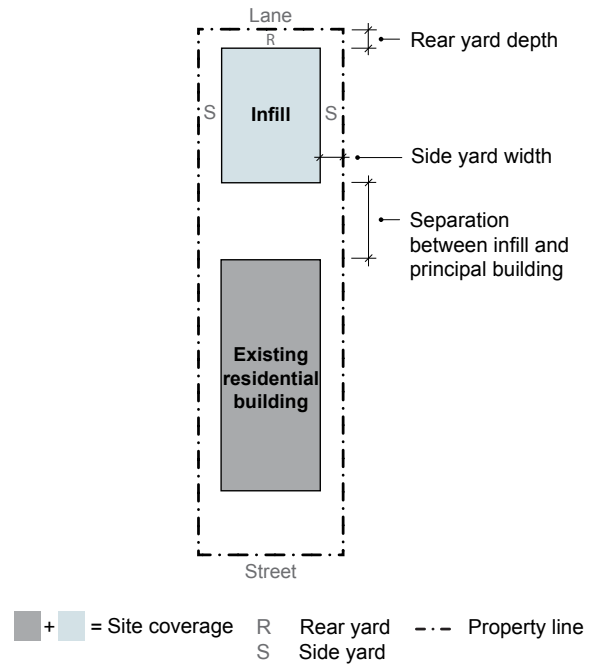 Lane
R
Rear yard depth
S
Infill
S
Side yard width
Separation
between infill and
principal building
Existing
residential
building
Street
+ = Site coverage
R Rear yard
Property line
S Side yard